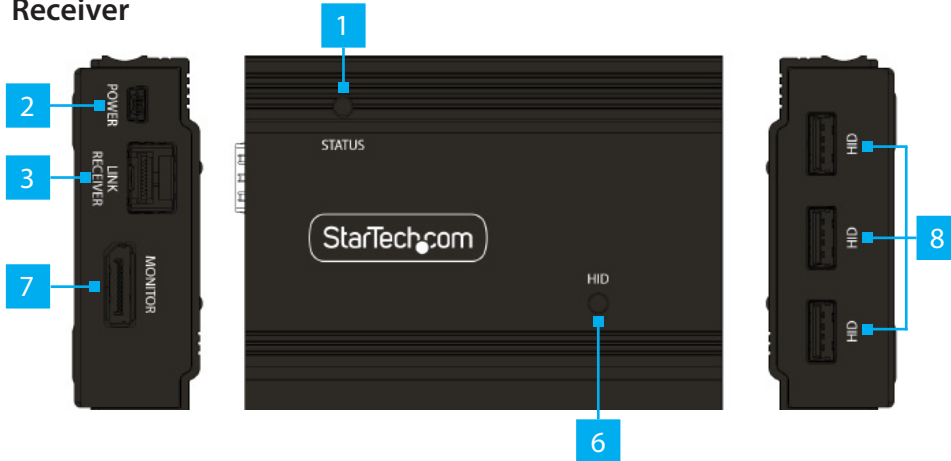 Receiver
1
2
POWER
3
LINK
RECEIVER
7
MONITOR
STATUS
StarTech.com
HID
6
HID
HID
HID
8